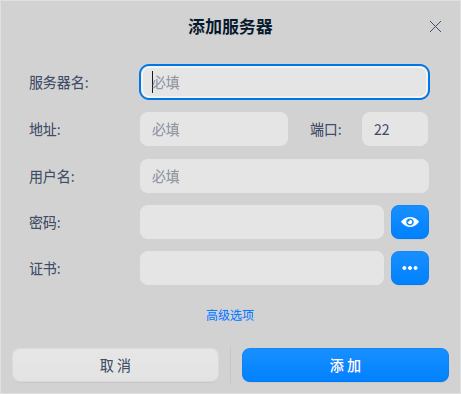 添加服务器
服务器名: 必填
地址: 必填 端口: 22
用户名: 必填
密码:
证书:
高级选项
取消 添加